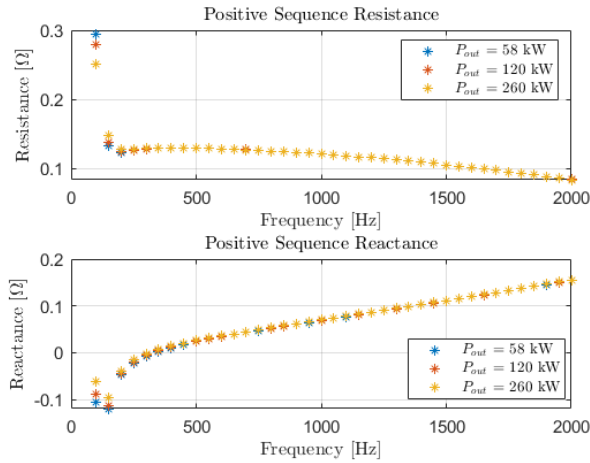 Positive Sequence Resistance
Resistance [Ω]
0.3
0.2
0.1
P_out = 58 kW
P_out = 120 kW
P_out = 260 kW
0 500 1000 1500 2000
Frequency [Hz]
Positive Sequence Reactance
Reactance [Ω]
0.2
0.1
0
-0.1
P_out = 58 kW
P_out = 120 kW
P_out = 260 kW
0 500 1000 1500 2000
Frequency [Hz]